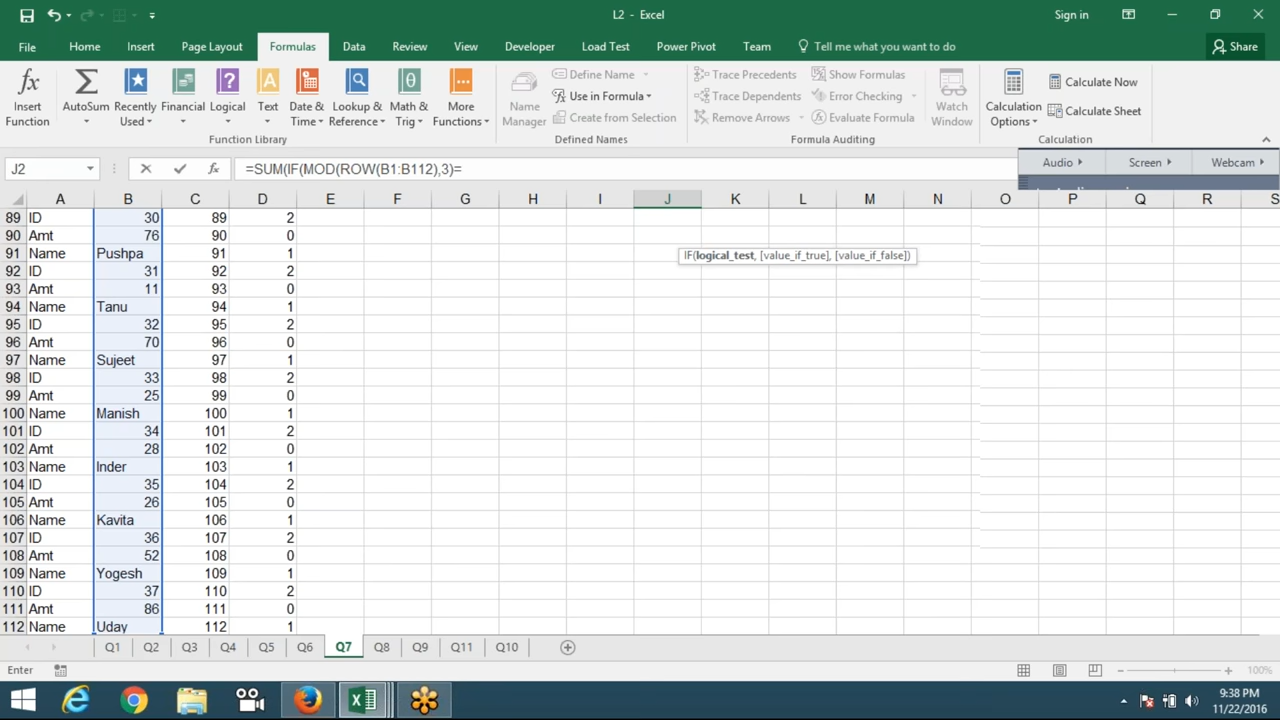 L2 - Excel
Sign in
File Home Insert Page Layout Formulas Data Review View Developer Load Test Power Pivot Team Tell me what you want to do Share
Insert Function
AutoSum
Recently Used
Financial
Logical
Text
Date & Time
Lookup & Reference
Math & Trig
More Functions
Function Library
Name Manager
Define Name
Use in Formula
Create from Selection
Defined Names
Trace Precedents
Trace Dependents
Remove Arrows
Show Formulas
Error Checking
Evaluate Formula
Formula Auditing
Watch Window
Calculation Options
Calculate Now
Calculate Sheet
Calculation
J2 fx =SUM(IF(MOD(ROW(B1:B112),3)=
Audio Screen Webcam
A B C D E F G H I J K L M N O P Q R S
89 ID 30 89 2
90 Amt 76 90 0
91 Name Pushpa 91 1
IF(logical_test, [value_if_true], [value_if_false])
92 ID 31 92 2
93 Amt 11 93 0
94 Name Tanu 94 1
95 ID 32 95 2
96 Amt 70 96 0
97 Name Sujeet 97 1
98 ID 33 98 2
99 Amt 25 99 0
100 Name Manish 100 1
101 ID 34 101 2
102 Amt 28 102 0
103 Name Inder 103 1
104 ID 35 104 2
105 Amt 26 105 0
106 Name Kavita 106 1
107 ID 36 107 2
108 Amt 52 108 0
109 Name Yogesh 109 1
110 ID 37 110 2
111 Amt 86 111 0
112 Name Uday 112 1
Q1 Q2 Q3 Q4 Q5 Q6 Q7 Q8 Q9 Q11 Q10
Enter
100%
9:38 PM
11/22/2016